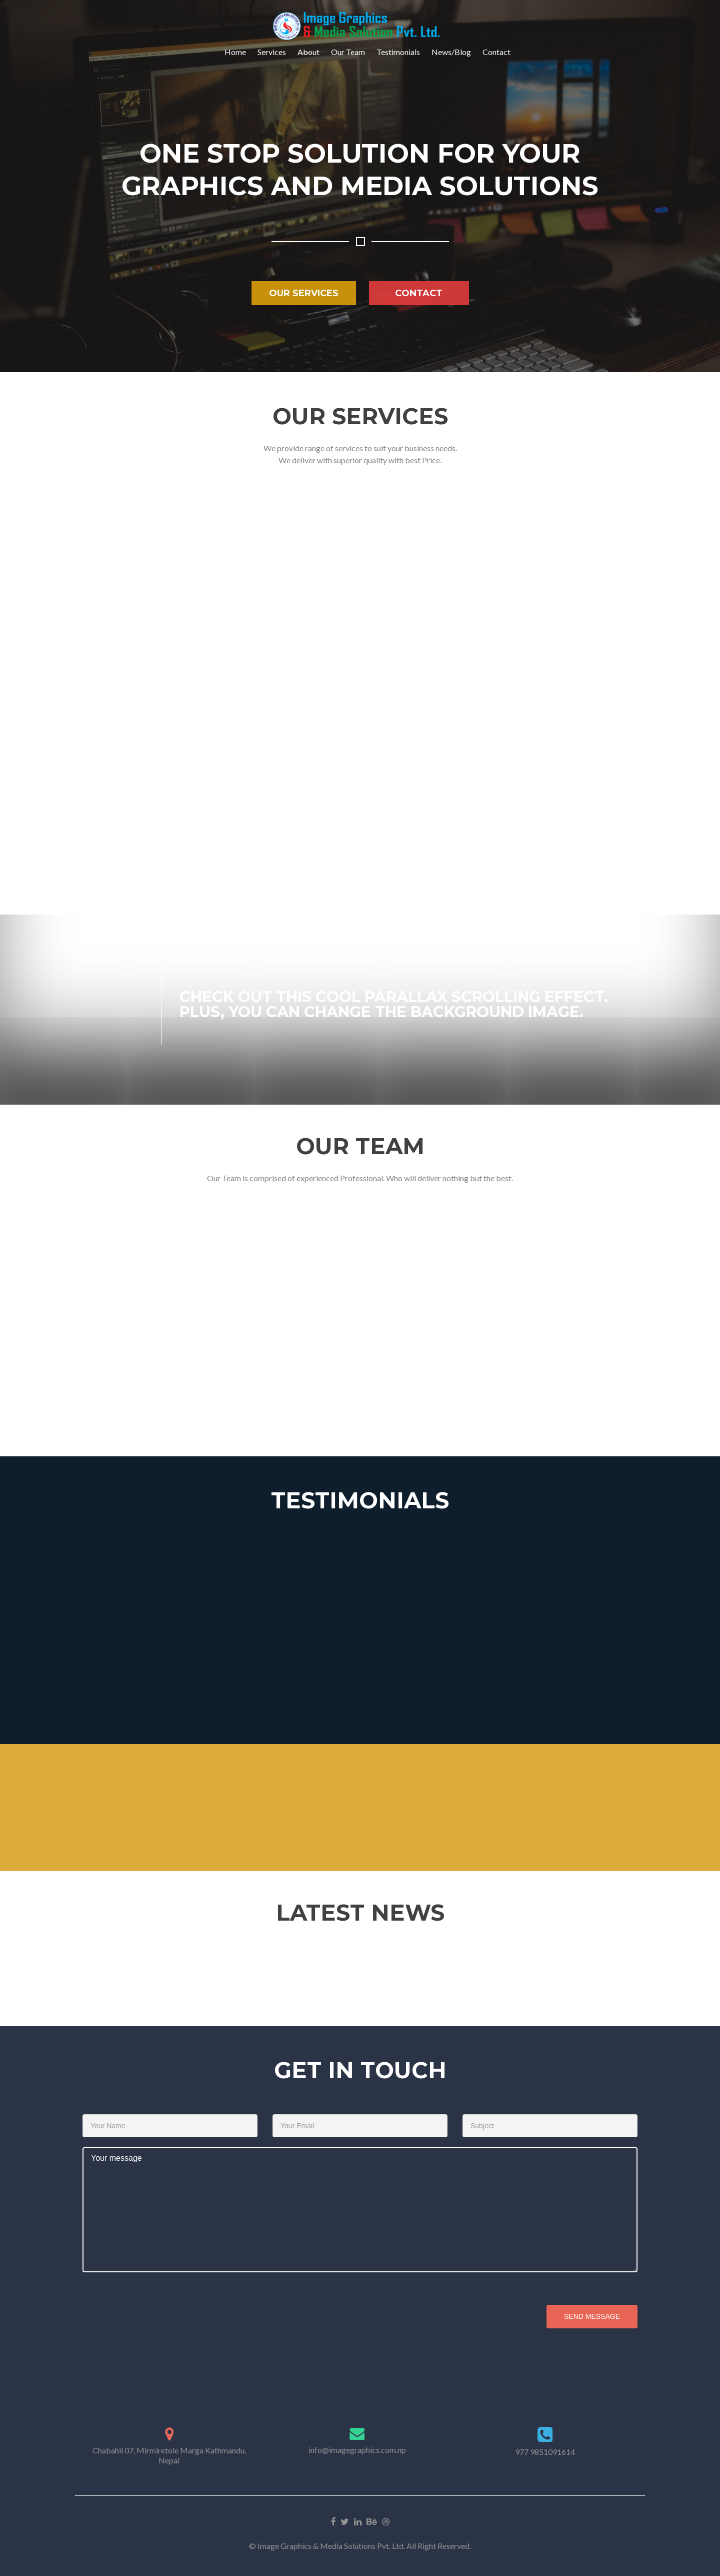 Image Graphics
& Media Solution Pvt. Ltd.
Home Services About Our Team Testimonials News/Blog Contact
ONE STOP SOLUTION FOR YOUR
GRAPHICS AND MEDIA SOLUTIONS
OUR SERVICES CONTACT
OUR SERVICES
We provide range of services to suit your business needs.
We deliver with superior quality with best Price.
CHECK OUT THIS COOL PARALLAX SCROLLING EFFECT.
PLUS, YOU CAN CHANGE THE BACKGROUND IMAGE.
OUR TEAM
Our Team is comprised of experienced Professional. Who will deliver nothing but the best.
TESTIMONIALS
LATEST NEWS
GET IN TOUCH
Your Name Your Email Subject
Your message
SEND MESSAGE
Chabahil 07, Mirmiretole Marga Kathmandu,
Nepal
info@imagegraphics.com.np
977 9851091614
© Image Graphics & Media Solutions Pvt. Ltd. All Right Reserved.